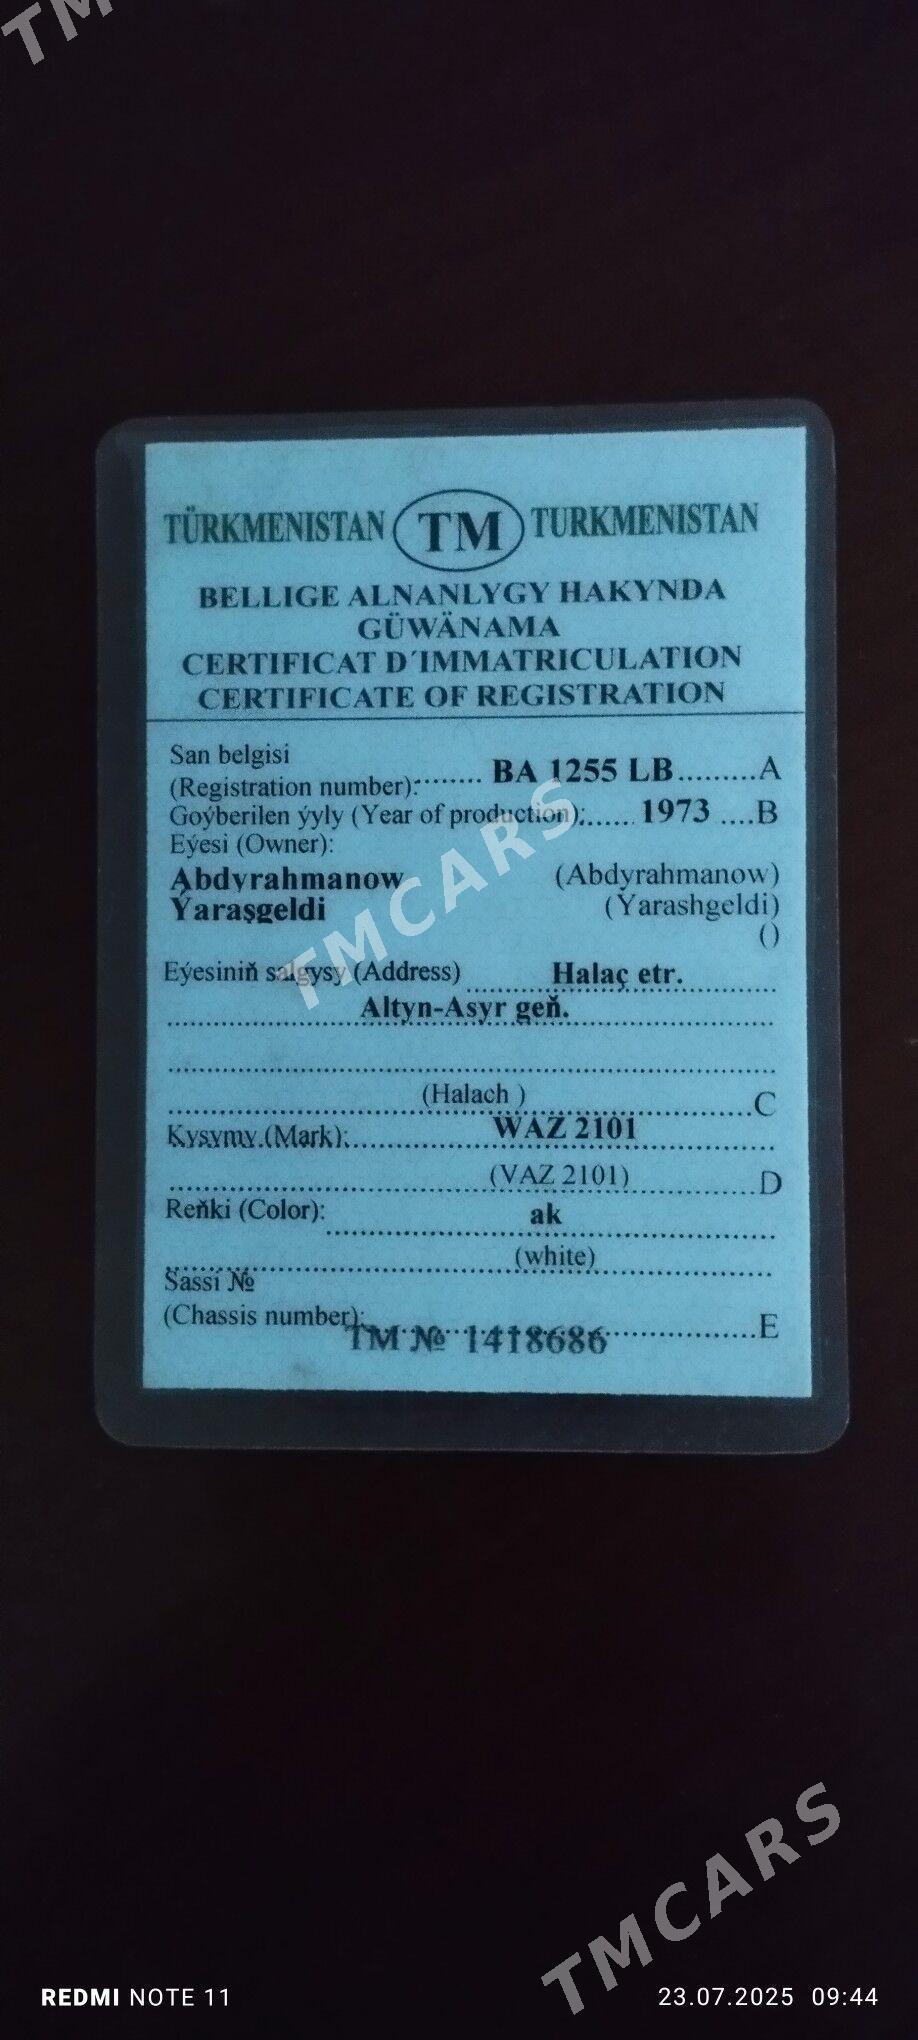 TM
TÜRKMENISTAN TM TURKMENISTAN
BELLIGE ALNANLYGY HAKYNDA
GÜWÄNAMA
CERTIFICAT D´IMMATRICULATION
CERTIFICATE OF REGISTRATION
San belgisi
(Registration number):........ BA 1255 LB.........A
Goýberilen ýyly (Year of production):...... 1973 ....B
Eýesi (Owner):
Abdyrahmanow (Abdyrahmanow)
Ýaraşgeldi (Yarashgeldi)
()
Eýesiniň salgysy (Address) Halaç etr.
Altyn-Asyr geň.
(Halach ) C
Kysymy (Mark): WAZ 2101
(VAZ 2101) D
Reňki (Color): ak
(white)
Sassi №
(Chassis number): E
TM № 1418686
TMCARS
TMCARS
REDMI NOTE 11 23.07.2025 09:44